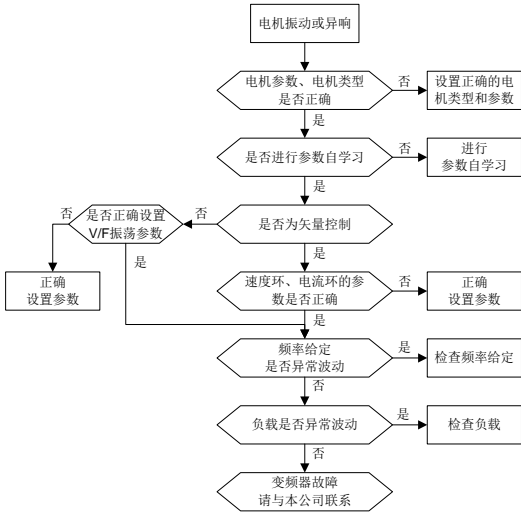 电机振动或异响
电机参数、电机类型
是否正确
否
设置正确的电
机类型和参数
是
是否进行参数自学习
否
进行
参数自学习
是
是否为矢量控制
否
是否正确设置
V/F振荡参数
否
正确
设置参数
是
是
速度环、电流环的参
数是否正确
否
正确
设置参数
是
频率给定
是否异常波动
是
检查频率给定
否
负载是否异常波动
是
检查负载
否
变频器故障
请与本公司联系